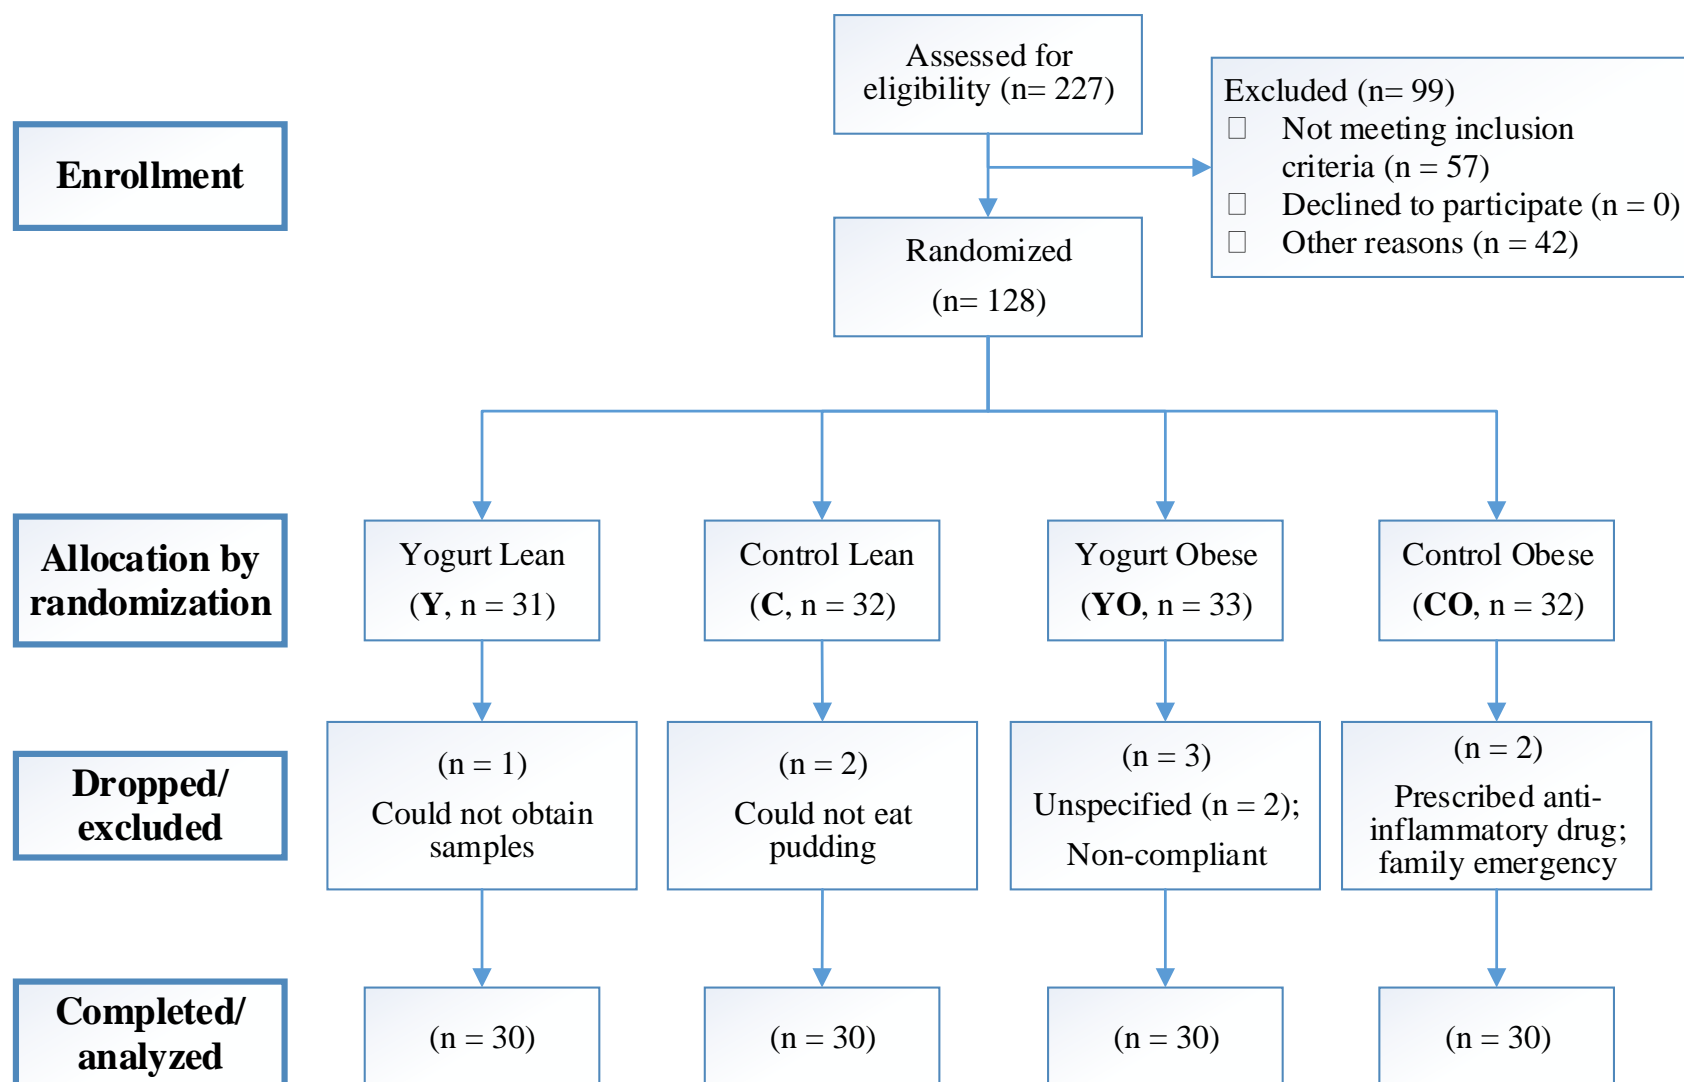 Assessed for
eligibility (n= 227)
Excluded (n= 99)
□ Not meeting inclusion
criteria (n = 57)
□ Declined to participate (n = 0)
□ Other reasons (n = 42)
Enrollment
Randomized
(n= 128)
Allocation by
randomization
Yogurt Lean
(Y, n = 31)
Control Lean
(C, n = 32)
Yogurt Obese
(YO, n = 33)
Control Obese
(CO, n = 32)
Dropped/
excluded
(n = 1)
Could not obtain
samples
(n = 2)
Could not eat
pudding
(n = 3)
Unspecified (n = 2);
Non-compliant
(n = 2)
Prescribed anti-
inflammatory drug;
family emergency
Completed/
analyzed
(n = 30)
(n = 30)
(n = 30)
(n = 30)